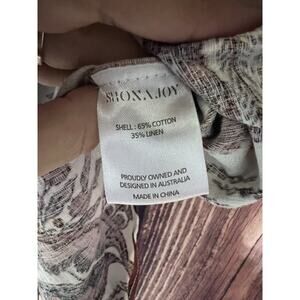 SHONA JOY
SHELL : 65% COTTON
35% LINEN
PROUDLY OWNED AND
DESIGNED IN AUSTRALIA
MADE IN CHINA